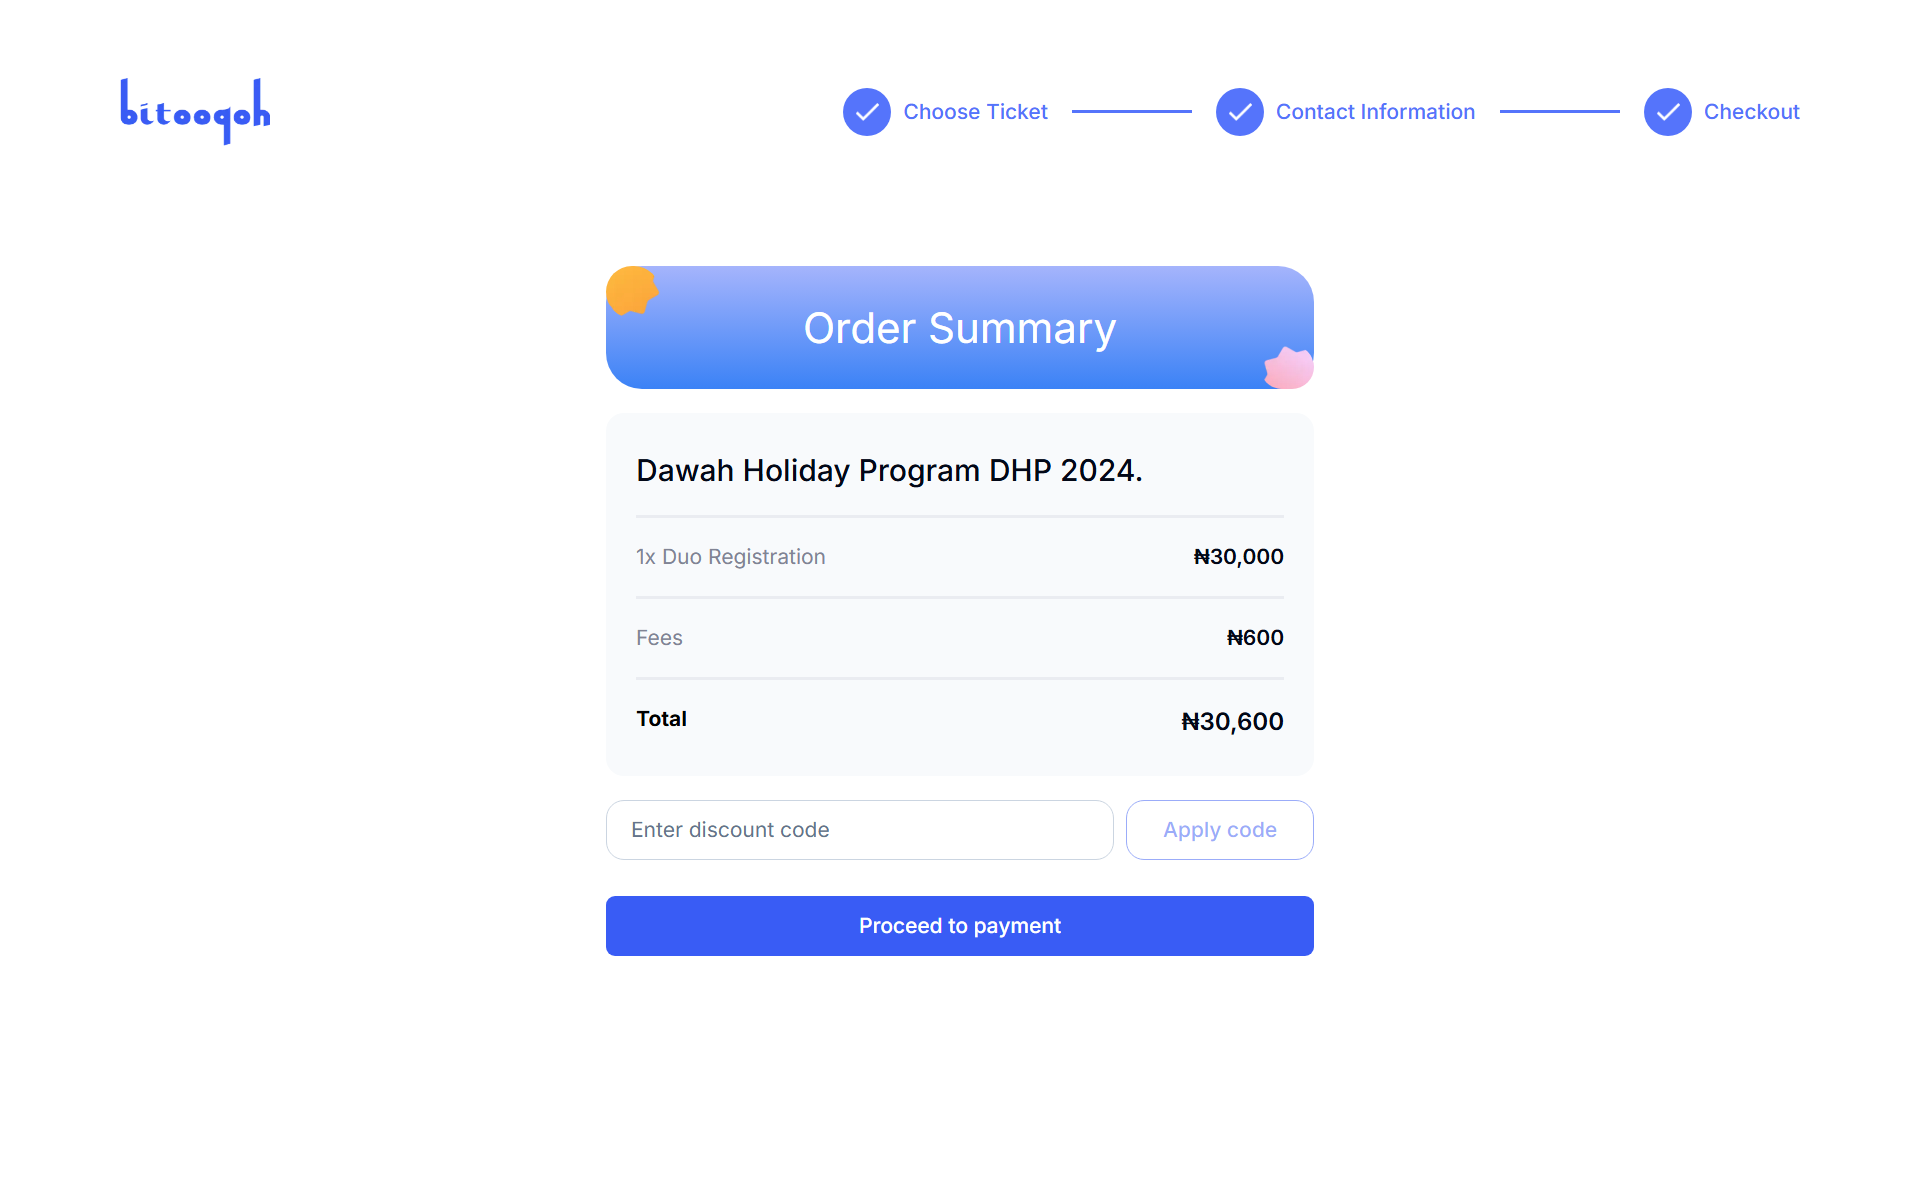 bitooqoh
Choose Ticket
Contact Information
Checkout
Order Summary
Dawah Holiday Program DHP 2024.
1x Duo Registration ₦30,000
Fees ₦600
Total ₦30,600
Enter discount code
Apply code
Proceed to payment